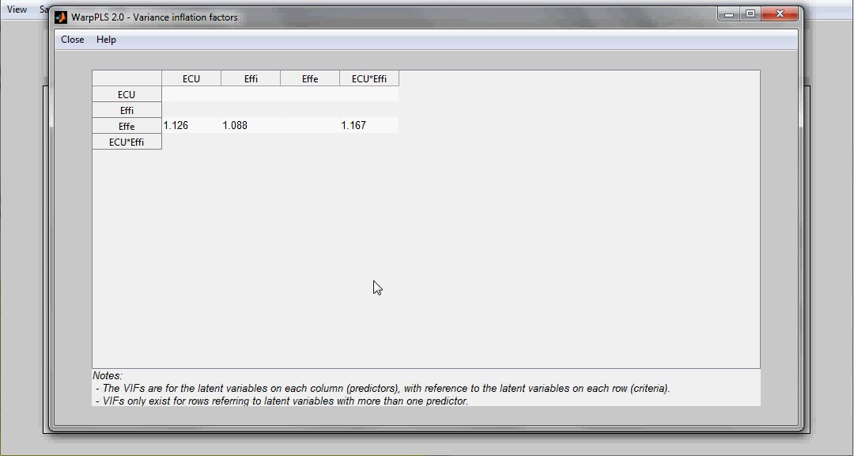 View Sa
WarpPLS 2.0 - Variance inflation factors
Close Help
ECU Effi Effe ECU*Effi
ECU
Effi
Effe 1.126 1.088 1.167
ECU*Effi
Notes:
- The VIFs are for the latent variables on each column (predictors), with reference to the latent variables on each row (criteria).
- VIFs only exist for rows referring to latent variables with more than one predictor.